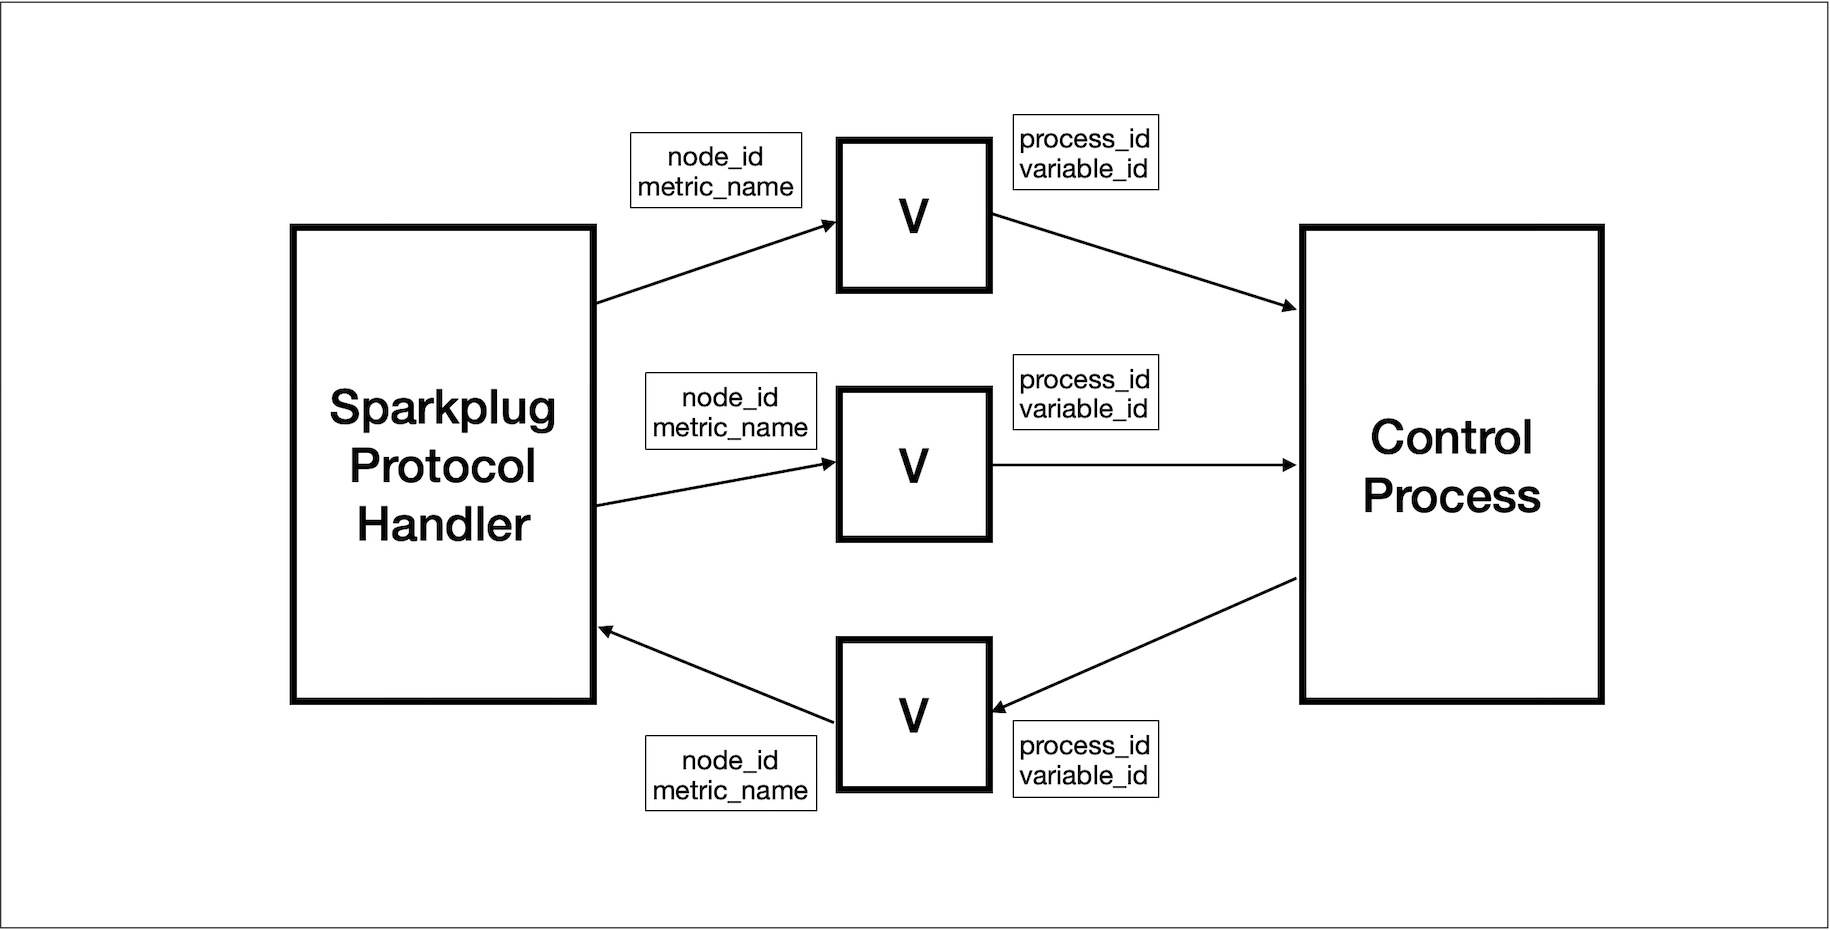 node_id
metric_name
V
process_id
variable_id
Sparkplug
Protocol
Handler
node_id
metric_name
V
process_id
variable_id
Control
Process
node_id
metric_name
V
process_id
variable_id